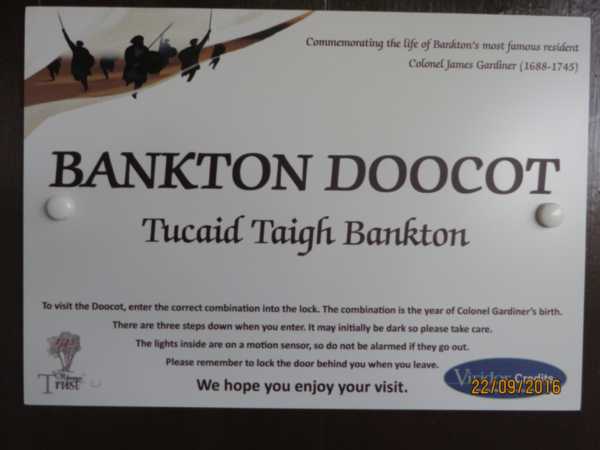 Commemorating the life of Bankton's most famous resident
Colonel James Gardiner (1688-1745)
BANKTON DOOCOT
Tucaid Taigh Bankton
To visit the Doocot, enter the correct combination into the lock. The combination is the year of Colonel Gardiner's birth.
There are three steps down when you enter. It may initially be dark so please take care.
The lights inside are on a motion sensor, so do not be alarmed if they go out.
Please remember to lock the door behind you when you leave.
We hope you enjoy your visit.
Trust
Viridor Credits
22/09/2016